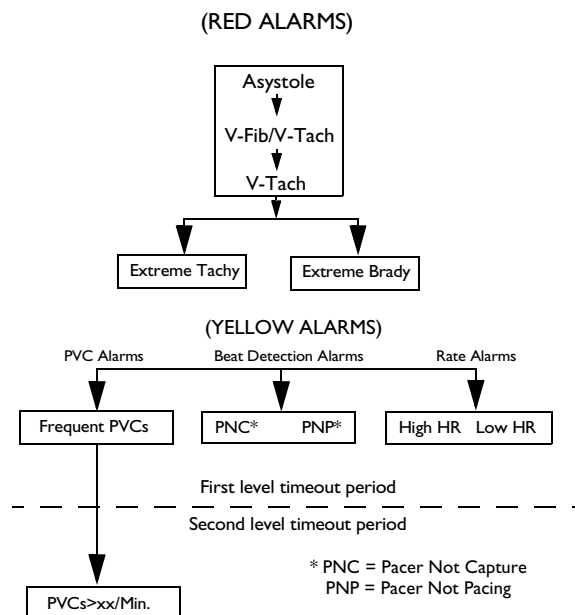 (RED ALARMS)
Asystole
V-Fib/V-Tach
V-Tach
Extreme Tachy
Extreme Brady
(YELLOW ALARMS)
PVC Alarms
Beat Detection Alarms
Rate Alarms
Frequent PVCs
PNC* PNP*
High HR Low HR
First level timeout period
Second level timeout period
* PNC = Pacer Not Capture
PNP = Pacer Not Pacing
PVCs>xx/Min.